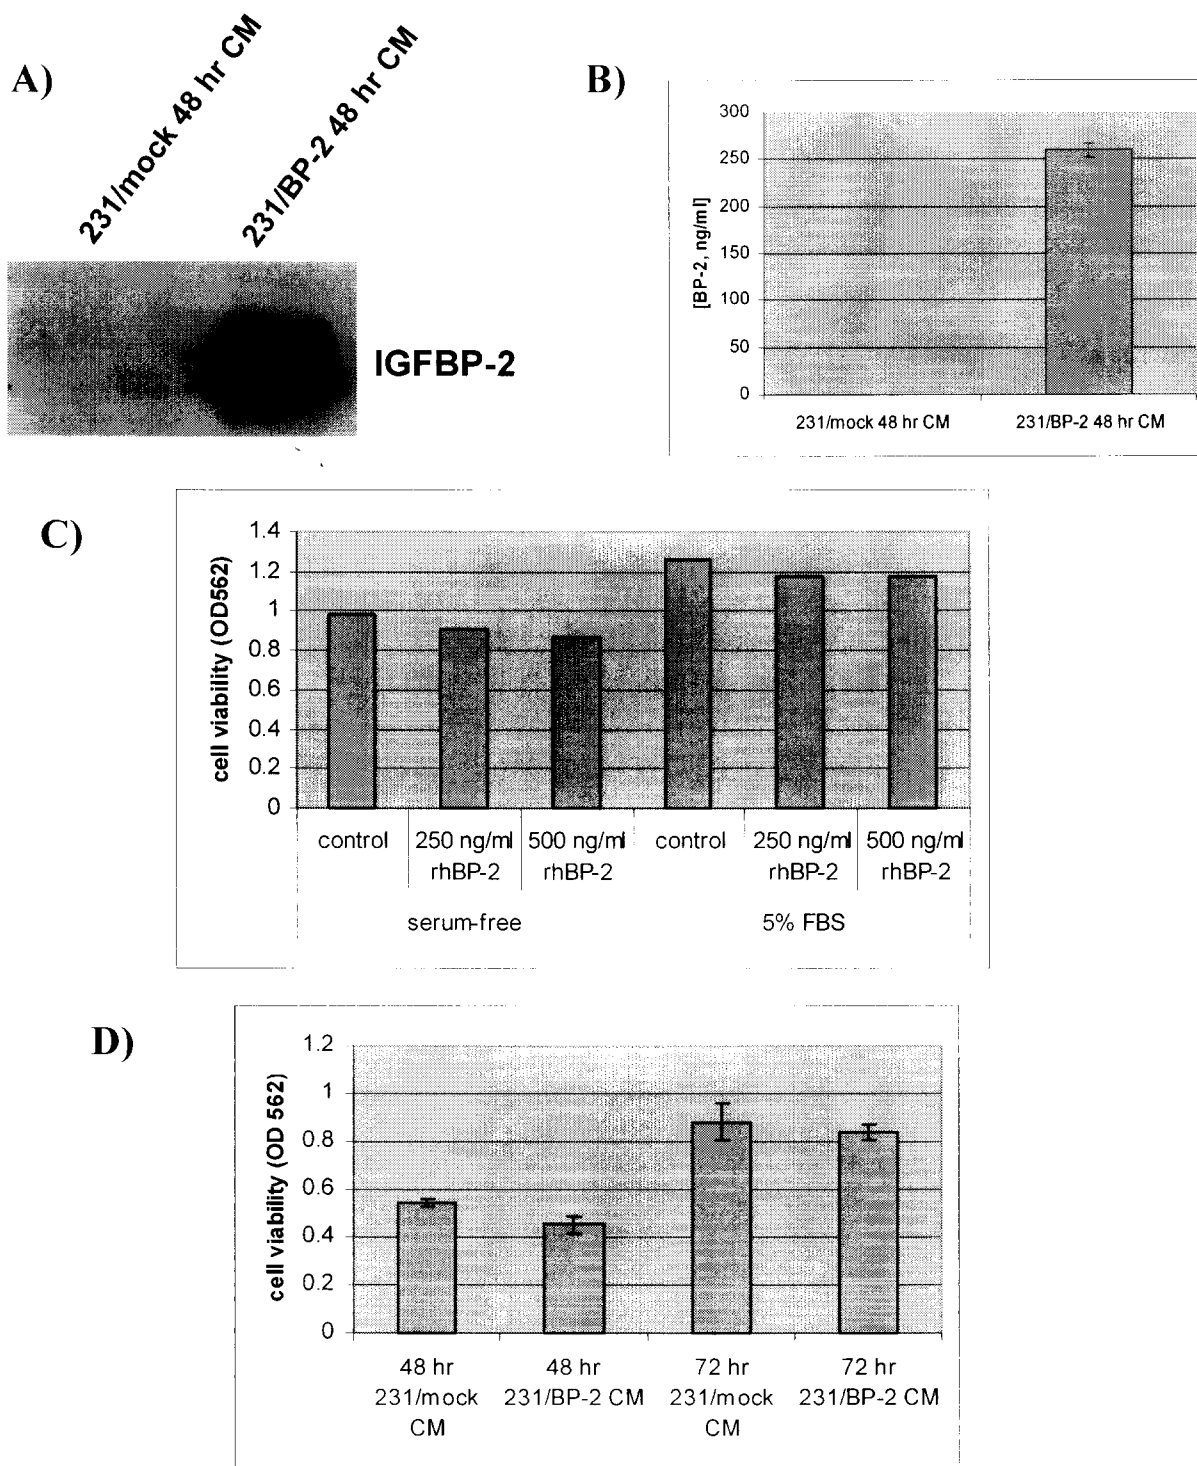 A)
231/mock 48 hr CM
231/BP-2 48 hr CM
IGFBP-2
B)
[BP-2, ng/ml]
300
250
200
150
100
50
0
231/mock 48 hr CM
231/BP-2 48 hr CM
C)
cell viability (OD562)
1.4
1.2
1
0.8
0.6
0.4
0.2
0
control
250 ng/ml
rhBP-2
500 ng/ml
rhBP-2
control
250 ng/ml
rhBP-2
500 ng/ml
rhBP-2
serum-free
5% FBS
D)
cell viability (OD 562)
1.2
1
0.8
0.6
0.4
0.2
0
48 hr
231/mock
CM
48 hr
231/BP-2 CM
72 hr
231/mock
CM
72 hr
231/BP-2 CM